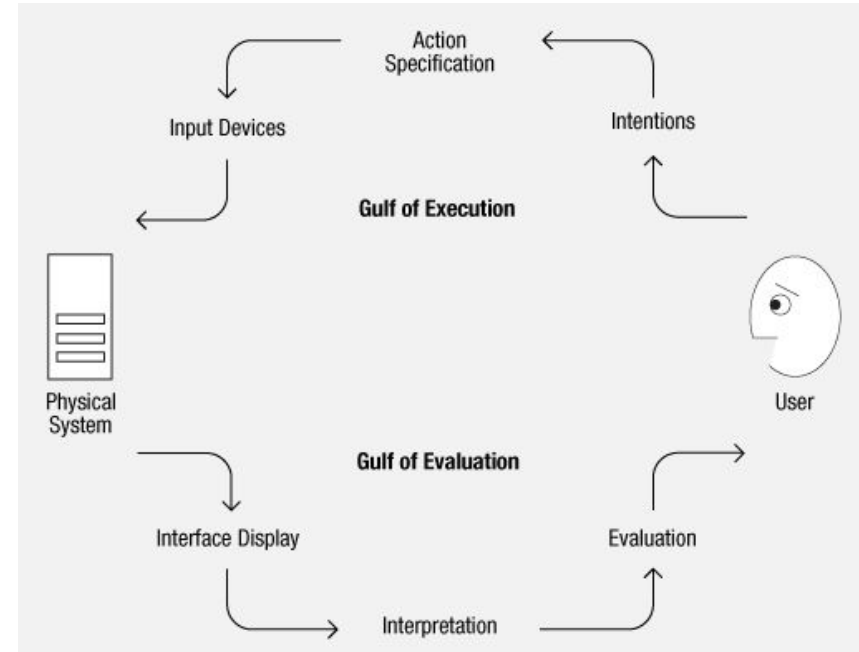 Action
Specification
Input Devices
Intentions
Gulf of Execution
Physical
System
User
Gulf of Evaluation
Interface Display
Evaluation
Interpretation